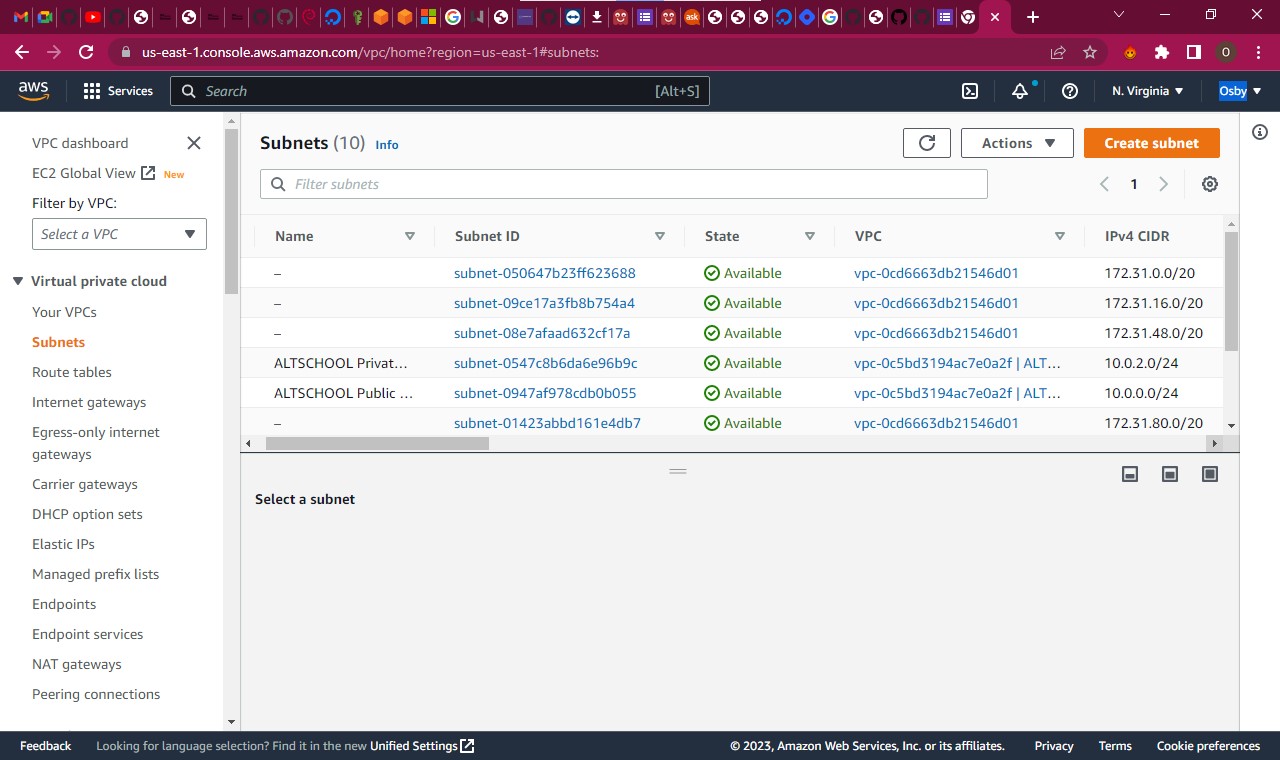 us-east-1.console.aws.amazon.com/vpc/home?region=us-east-1#subnets:
O
aws
Services
Search
[Alt+S]
N. Virginia
Osby
VPC dashboard
EC2 Global View New
Filter by VPC:
Select a VPC
Virtual private cloud
Your VPCs
Subnets
Route tables
Internet gateways
Egress-only internet
gateways
Carrier gateways
DHCP option sets
Elastic IPs
Managed prefix lists
Endpoints
Endpoint services
NAT gateways
Peering connections
Subnets (10) Info
Actions
Create subnet
Filter subnets
1
Name Subnet ID State VPC IPv4 CIDR
– subnet-050647b23ff623688 Available vpc-0cd6663db21546d01 172.31.0.0/20
– subnet-09ce17a3fb8b754a4 Available vpc-0cd6663db21546d01 172.31.16.0/20
– subnet-08e7afaad632cf17a Available vpc-0cd6663db21546d01 172.31.48.0/20
ALTSCHOOL Privat... subnet-0547c8b6da6e96b9c Available vpc-0c5bd3194ac7e0a2f | ALT... 10.0.2.0/24
ALTSCHOOL Public ... subnet-0947af978cdb0b055 Available vpc-0c5bd3194ac7e0a2f | ALT... 10.0.0.0/24
– subnet-01423abbd161e4db7 Available vpc-0cd6663db21546d01 172.31.80.0/20
Select a subnet
Feedback Looking for language selection? Find it in the new Unified Settings © 2023, Amazon Web Services, Inc. or its affiliates. Privacy Terms Cookie preferences